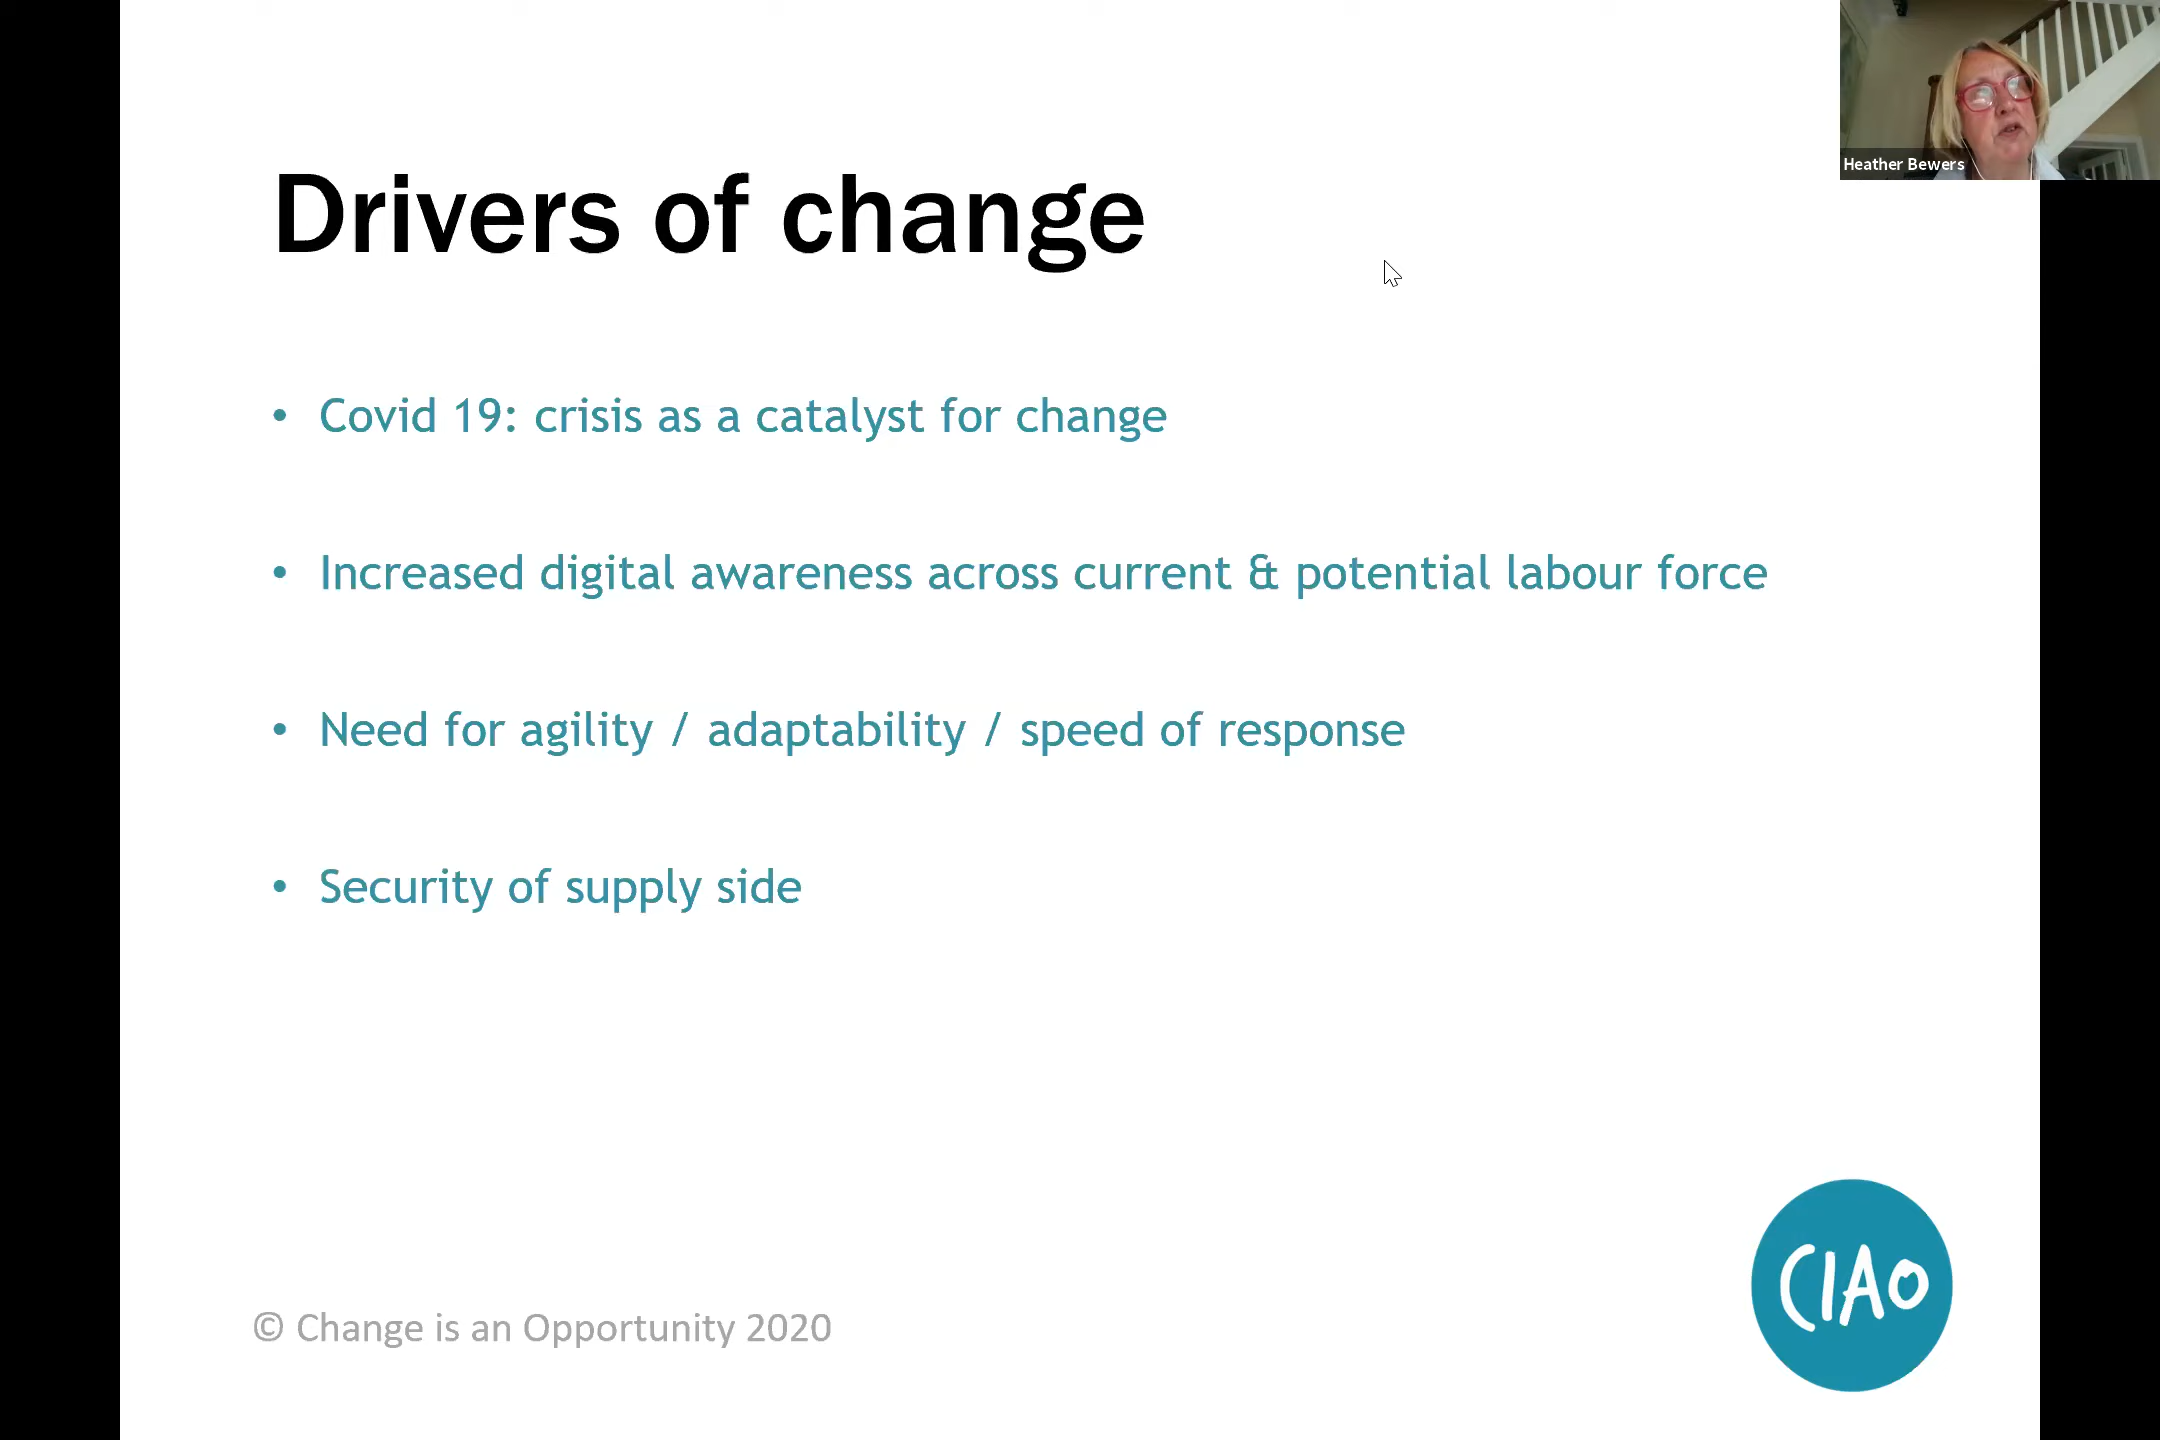 Heather Bewers
Drivers of change
• Covid 19: crisis as a catalyst for change
• Increased digital awareness across current & potential labour force
• Need for agility / adaptability / speed of response
• Security of supply side
© Change is an Opportunity 2020
CIAO